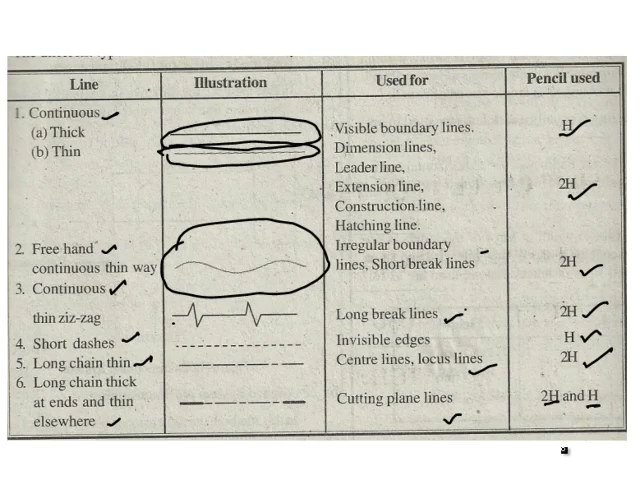 Line Illustration Used for Pencil used
1. Continuous
(a) Thick Visible boundary lines. H
(b) Thin Dimension lines,
Leader line,
Extension line, 2H
Construction line,
Hatching line.
2. Free hand Irregular boundary
continuous thin way lines, Short break lines 2H
3. Continuous
thin ziz-zag Long break lines 2H
4. Short dashes Invisible edges H
5. Long chain thin Centre lines, locus lines 2H
6. Long chain thick
at ends and thin Cutting plane lines 2H and H
elsewhere